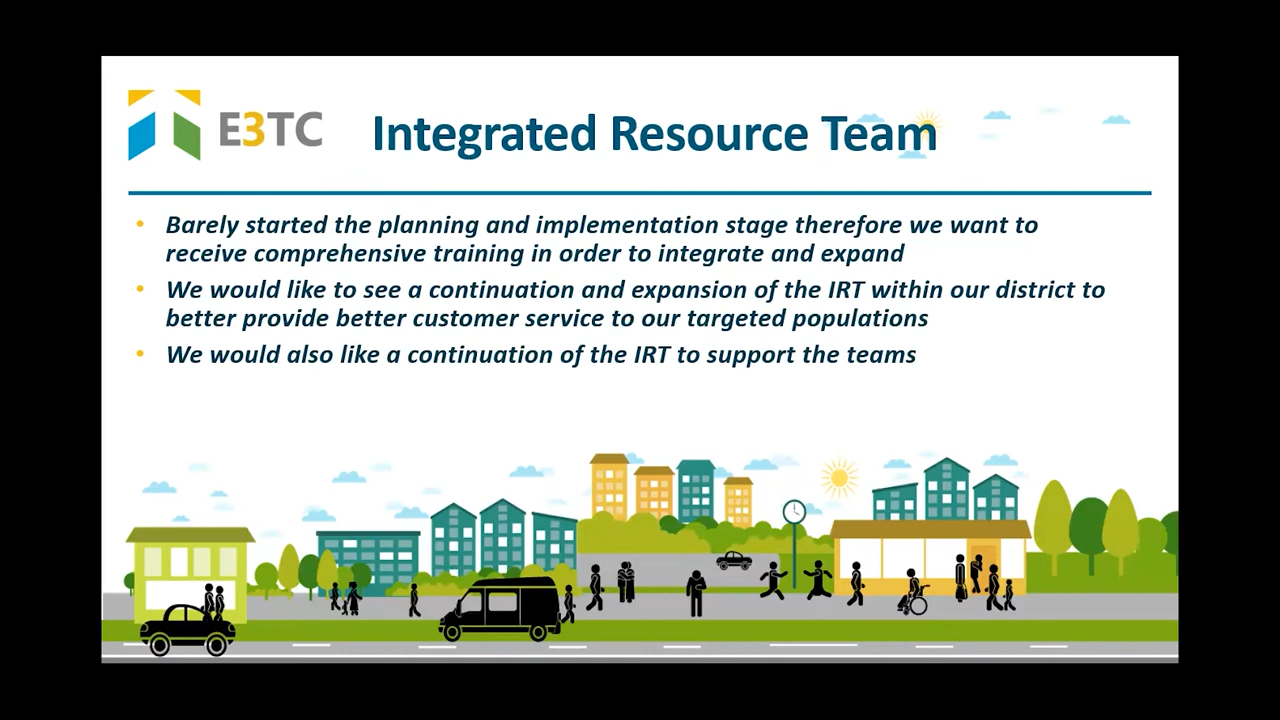 E3TC
Integrated Resource Team
• Barely started the planning and implementation stage therefore we want to
receive comprehensive training in order to integrate and expand
• We would like to see a continuation and expansion of the IRT within our district to
better provide better customer service to our targeted populations
• We would also like a continuation of the IRT to support the teams